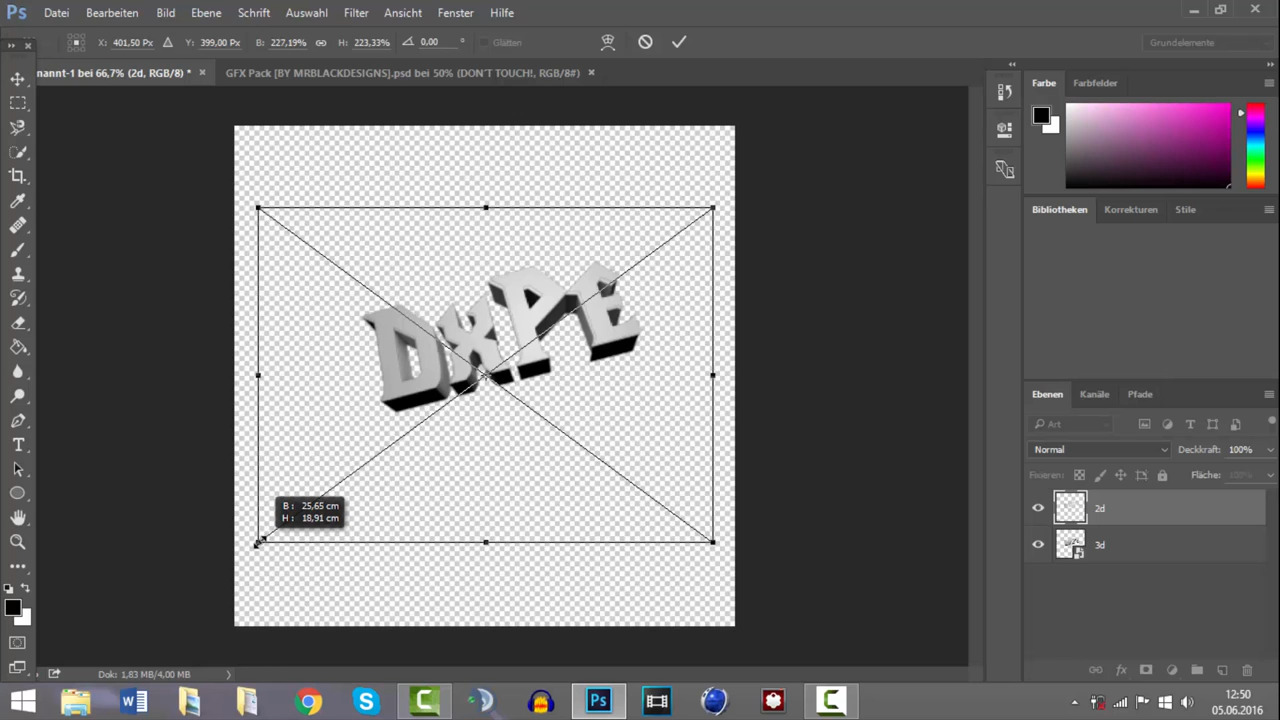 Ps Datei Bearbeiten Bild Ebene Schrift Auswahl Filter Ansicht Fenster Hilfe
X: 401,50 Px Y: 399,00 Px B: 227,19% H: 223,33% 0,00 ° Glätten Grundelemente
nannt-1 bei 66,7% (2d, RGB/8) * × GFX Pack [BY MRBLACKDESIGNS].psd bei 50% (DON'T TOUCH!, RGB/8#) ×
Farbe Farbfelder
Bibliotheken Korrekturen Stile
DXPE
Ebenen Kanäle Pfade
Art
Normal Deckkraft: 100%
Fixieren: Fläche: 100%
B : 25,65 cm
H : 18,91 cm
2d
3d
fx
Dok: 1,83 MB/4,00 MB
12:50
05.06.2016